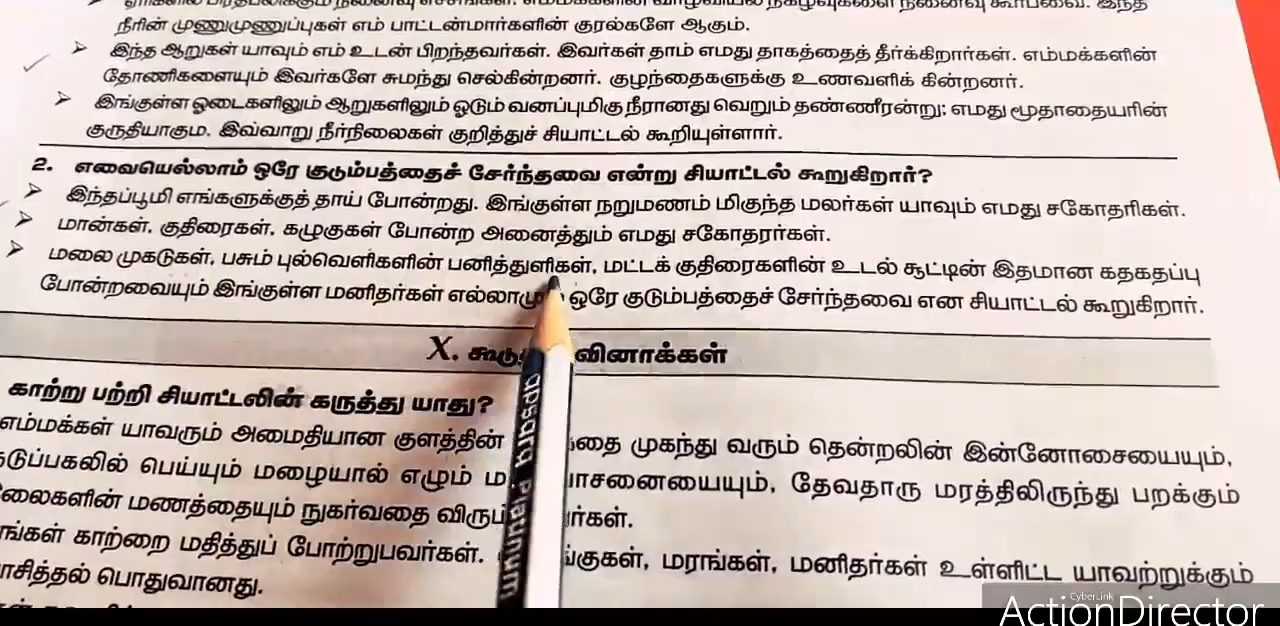 நீரின் முணுமுணுப்புகள் எம் பாட்டன்மார்களின் குரல்களே ஆகும்.
➢ இந்த ஆறுகள் யாவும் எம் உடன் பிறந்தவர்கள். இவர்கள் தாம் எமது தாகத்தைத் தீர்க்கிறார்கள். எம்மக்களின்
தோணிகளையும் இவர்களே சுமந்து செல்கின்றனர். குழந்தைகளுக்கு உணவளிக் கின்றனர்.
➢ இங்குள்ள ஓடைகளிலும் ஆறுகளிலும் ஓடும் வனப்புமிகு நீரானது வெறும் தண்ணீரன்று; எமது மூதாதையரின்
குருதியாகும. இவ்வாறு நீர்நிலைகள் குறித்துச் சியாட்டல் கூறியுள்ளார்.
2. எவையெல்லாம் ஒரே குடும்பத்தைச் சேர்ந்தவை என்று சியாட்டல் கூறுகிறார்?
➢ இந்தப்பூமி எங்களுக்குத் தாய் போன்றது. இங்குள்ள நறுமணம் மிகுந்த மலர்கள் யாவும் எமது சகோதரிகள்.
➢ மான்கள், குதிரைகள், கழுகுகள் போன்ற அனைத்தும் எமது சகோதரர்கள்.
➢ மலை முகடுகள், பசும் புல்வெளிகளின் பனித்துளிகள், மட்டக் குதிரைகளின் உடல் சூட்டின் இதமான கதகதப்பு
போன்றவையும் இங்குள்ள மனிதர்கள் எல்லாமும் ஒரே குடும்பத்தைச் சேர்ந்தவை என சியாட்டல் கூறுகிறார்.
X. வினாக்கள்
காற்று பற்றி சியாட்டலின் கருத்து யாது?
எம்மக்கள் யாவரும் அமைதியான குளத்தின் முகந்து வரும் தென்றலின் இன்னோசையையும்,
பெய்யும் மழையால் எழும் தேவதாரு மரத்திலிருந்து பறக்கும்
மணத்தையும் நுகர்வதை
காற்றை மதித்துப் போற்றுபவர்கள். மரங்கள், மனிதர்கள் உள்ளிட்ட யாவற்றுக்கும்
பொதுவானது.
apsara platinum
CyberLink
ActionDirector